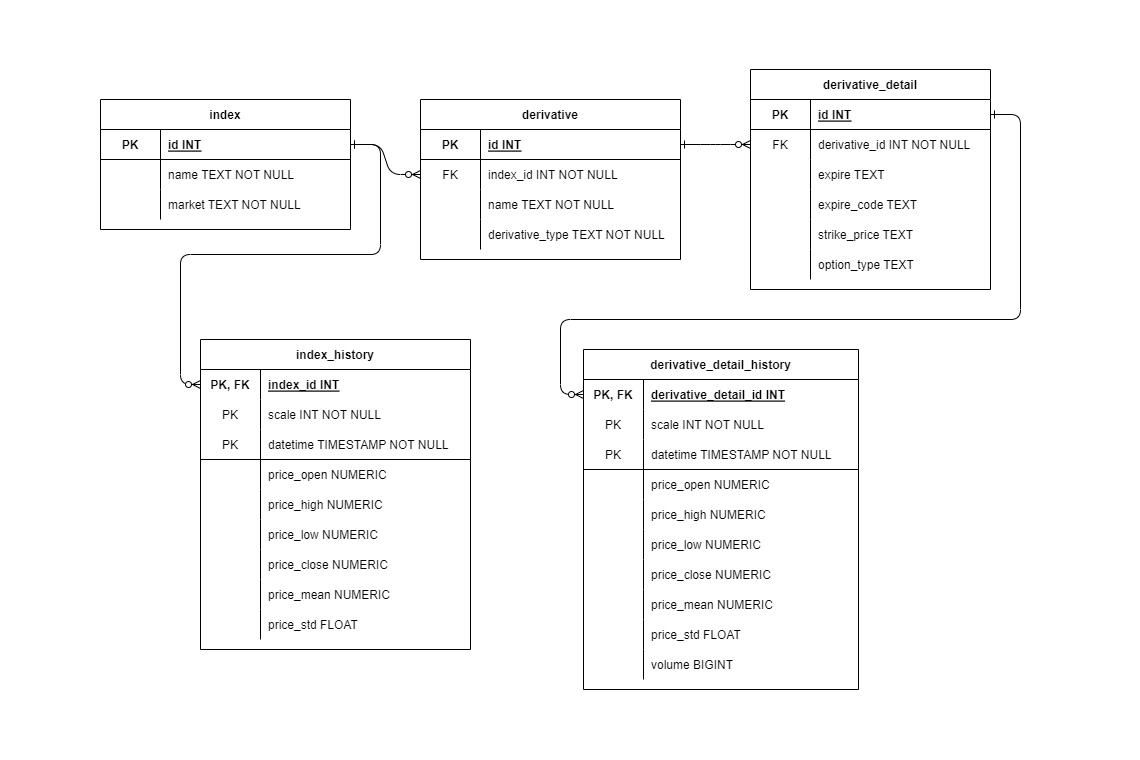 index
PK id INT
name TEXT NOT NULL
market TEXT NOT NULL
derivative
PK id INT
FK index_id INT NOT NULL
name TEXT NOT NULL
derivative_type TEXT NOT NULL
derivative_detail
PK id INT
FK derivative_id INT NOT NULL
expire TEXT
expire_code TEXT
strike_price TEXT
option_type TEXT
index_history
PK, FK index_id INT
PK scale INT NOT NULL
PK datetime TIMESTAMP NOT NULL
price_open NUMERIC
price_high NUMERIC
price_low NUMERIC
price_close NUMERIC
price_mean NUMERIC
price_std FLOAT
derivative_detail_history
PK, FK derivative_detail_id INT
PK scale INT NOT NULL
PK datetime TIMESTAMP NOT NULL
price_open NUMERIC
price_high NUMERIC
price_low NUMERIC
price_close NUMERIC
price_mean NUMERIC
price_std FLOAT
volume BIGINT